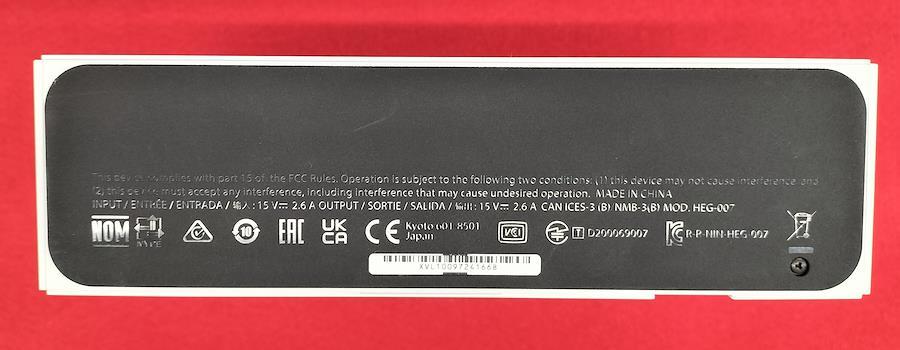 This device complies with part 15 of the FCC Rules. Operation is subject to the following two conditions: (1) this device may not cause interference and
(2) this device must accept any interference, including interference that may cause undesired operation. MADE IN CHINA
INPUT / ENTRÉE / ENTRADA / 输入 : 15 V⎓ 2.6 A OUTPUT / SORTIE / SALIDA / 输出 : 15 V⎓ 2.6 A CAN ICES-3 (B) NMB-3(B) MOD. HEG-007
NOM NYCE 10 EAC UK CA CE Kyoto 601-8501
Japan
T D200069007 R-R-NIN-HEG-007
XVL10097241668